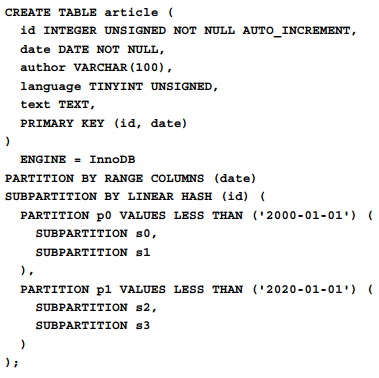 CREATE TABLE article (
  id INTEGER UNSIGNED NOT NULL AUTO_INCREMENT,
  date DATE NOT NULL,
  author VARCHAR(100),
  language TINYINT UNSIGNED,
  text TEXT,
  PRIMARY KEY (id, date)
)
  ENGINE = InnoDB
PARTITION BY RANGE COLUMNS (date)
SUBPARTITION BY LINEAR HASH (id) (
  PARTITION p0 VALUES LESS THAN ('2000-01-01') (
    SUBPARTITION s0,
    SUBPARTITION s1
  ),
  PARTITION p1 VALUES LESS THAN ('2020-01-01') (
    SUBPARTITION s2,
    SUBPARTITION s3
  )
);